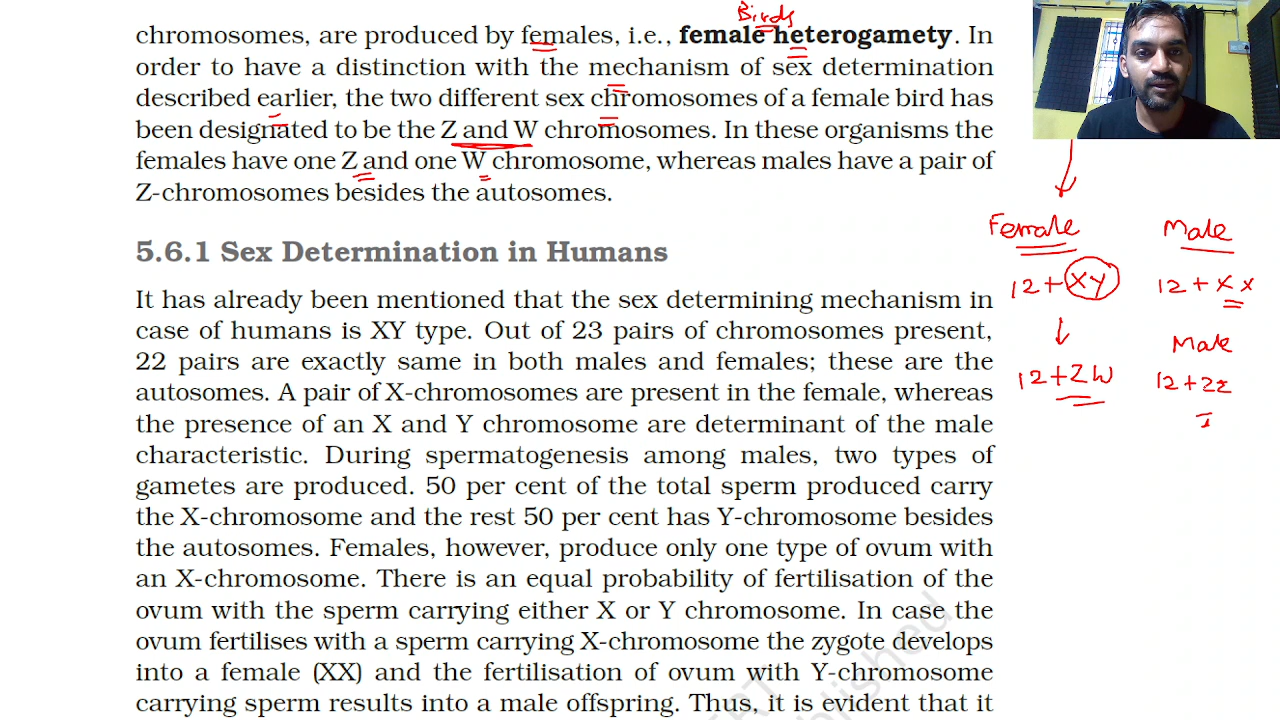 Birds
chromosomes, are produced by females, i.e., female heterogamety. In
order to have a distinction with the mechanism of sex determination
described earlier, the two different sex chromosomes of a female bird has
been designated to be the Z and W chromosomes. In these organisms the
females have one Z and one W chromosome, whereas males have a pair of
Z-chromosomes besides the autosomes.
5.6.1 Sex Determination in Humans
It has already been mentioned that the sex determining mechanism in
case of humans is XY type. Out of 23 pairs of chromosomes present,
22 pairs are exactly same in both males and females; these are the
autosomes. A pair of X-chromosomes are present in the female, whereas
the presence of an X and Y chromosome are determinant of the male
characteristic. During spermatogenesis among males, two types of
gametes are produced. 50 per cent of the total sperm produced carry
the X-chromosome and the rest 50 per cent has Y-chromosome besides
the autosomes. Females, however, produce only one type of ovum with
an X-chromosome. There is an equal probability of fertilisation of the
ovum with the sperm carrying either X or Y chromosome. In case the
ovum fertilises with a sperm carrying X-chromosome the zygote develops
into a female (XX) and the fertilisation of ovum with Y-chromosome
carrying sperm results into a male offspring. Thus, it is evident that it
Female Male
12+XY 12+XX
Male
12+ZW 12+ZZ